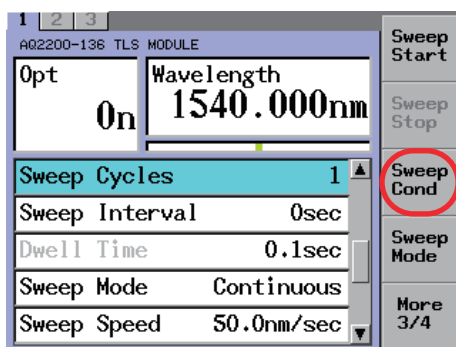 1 2 3
AQ2200-136 TLS MODULE
Opt
On
Wavelength
1540.000nm
Sweep Cycles 1
Sweep Interval 0sec
Dwell Time 0.1sec
Sweep Mode Continuous
Sweep Speed 50.0nm/sec
Sweep
Start
Sweep
Stop
Sweep
Cond
Sweep
Mode
More
3/4